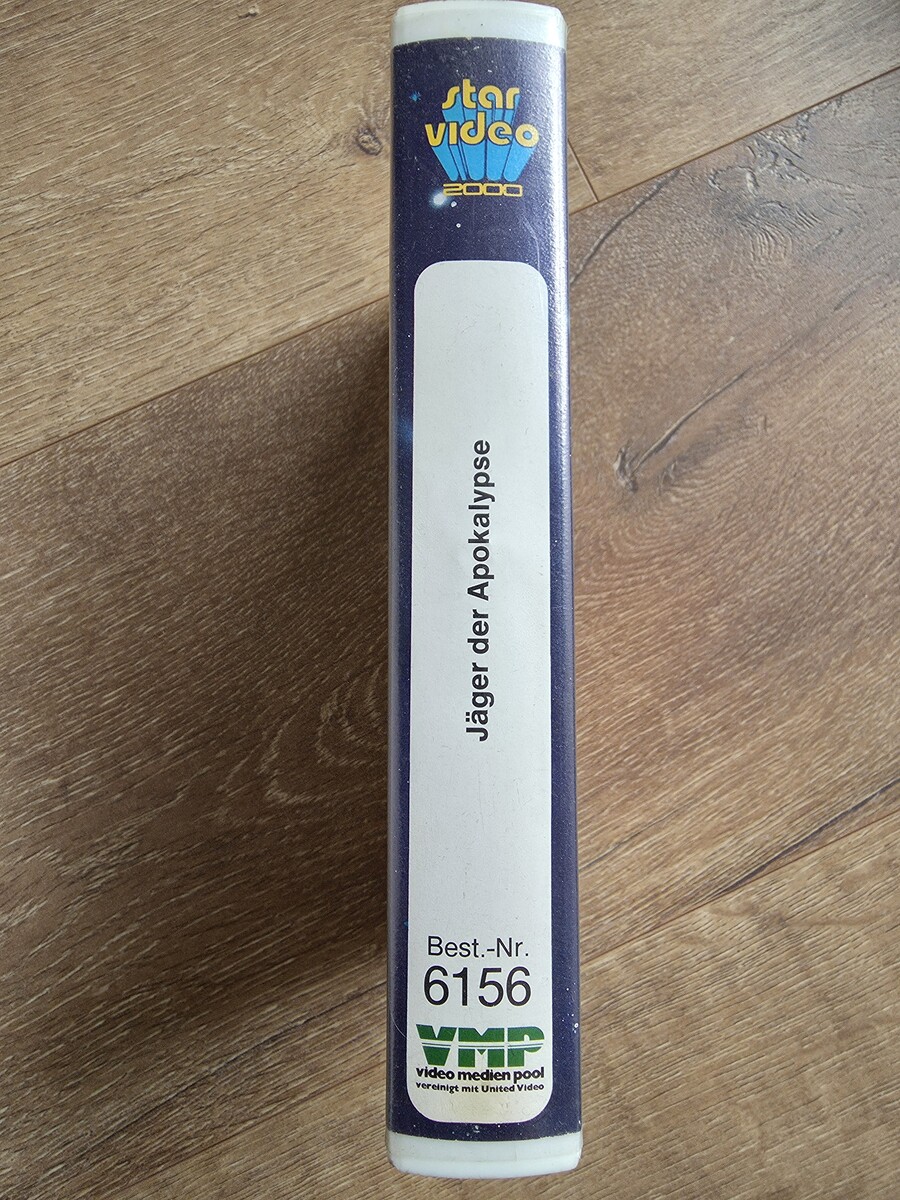 star
video
2000
Jäger der Apokalypse
Best.-Nr.
6156
VMP
video medien pool
vereinigt mit United Video